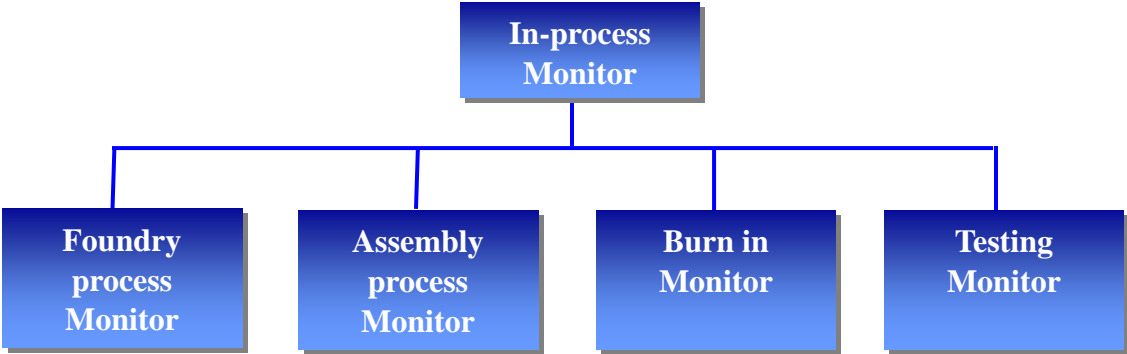 In-process
Monitor
Foundry
process
Monitor
Assembly
process
Monitor
Burn in
Monitor
Testing
Monitor